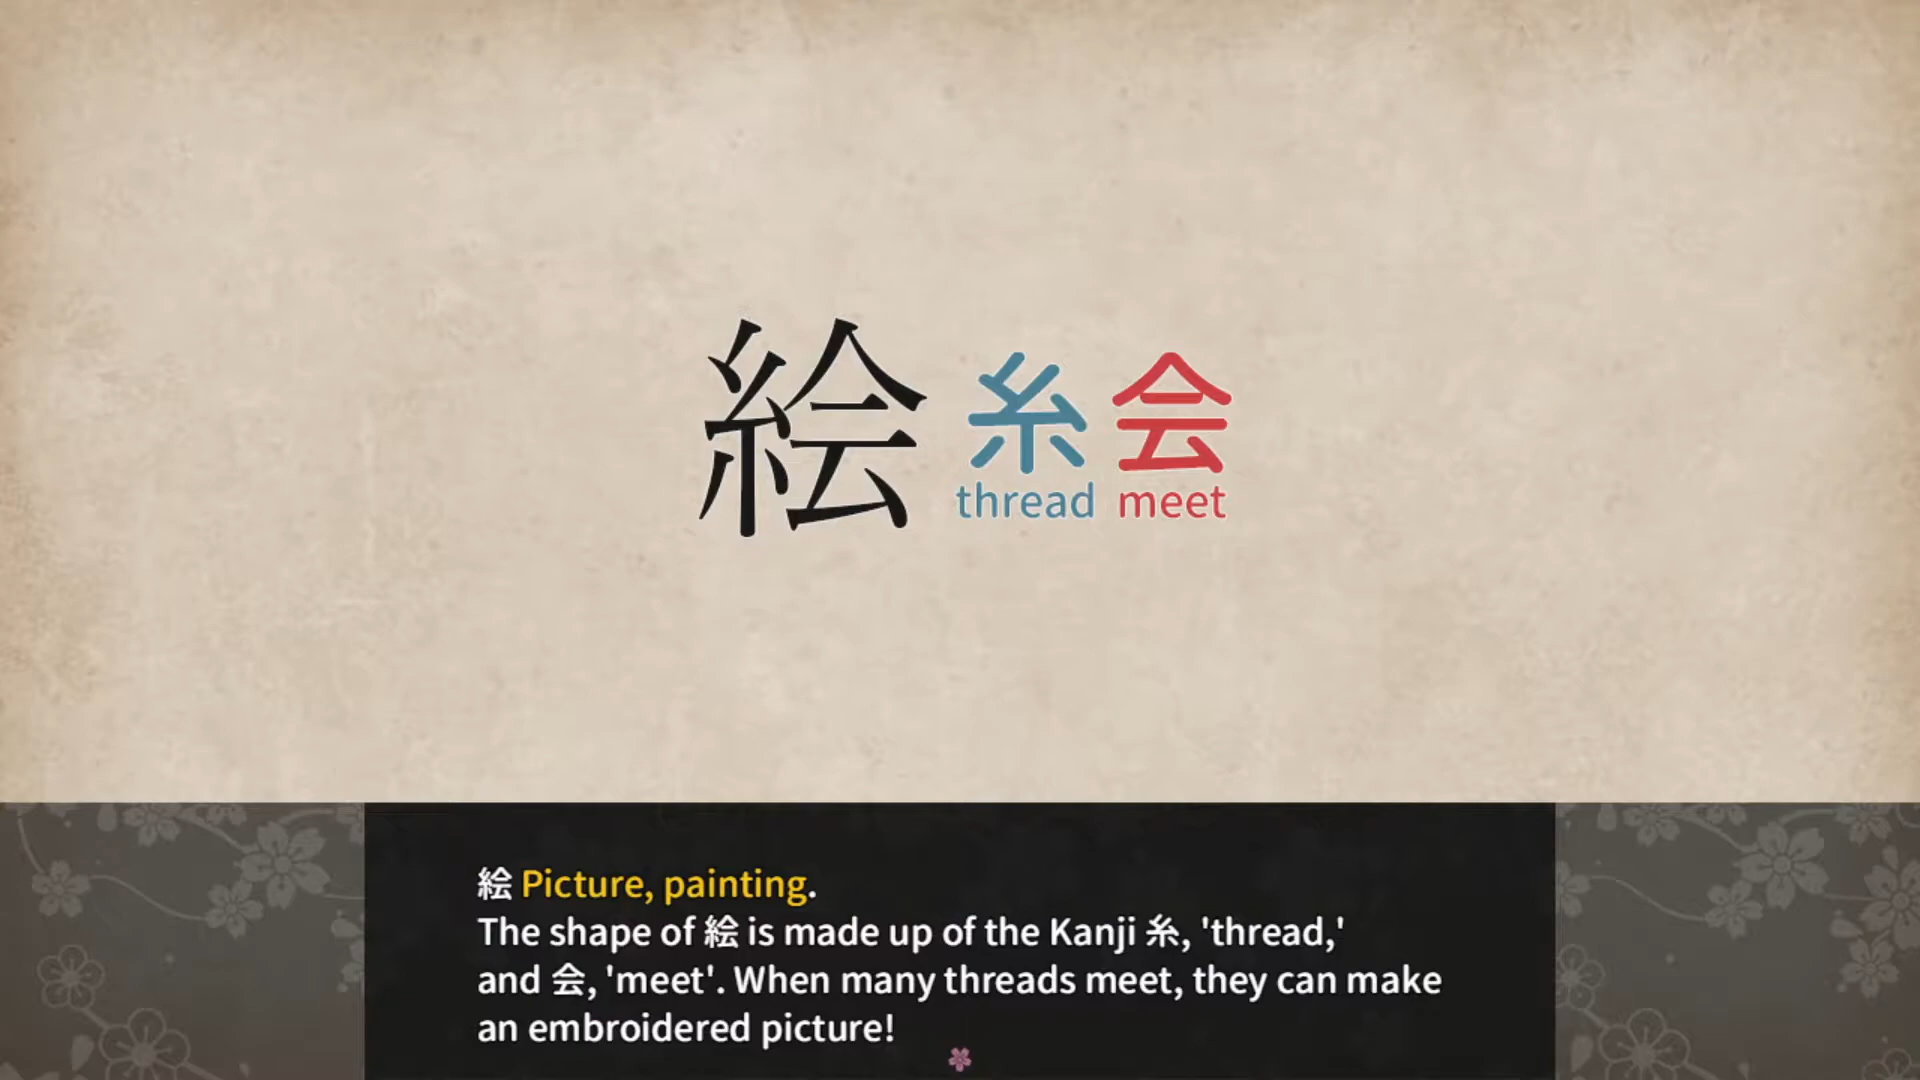 絵 糸 会
thread meet
絵 Picture, painting.
The shape of 絵 is made up of the Kanji 糸, 'thread,'
and 会, 'meet'. When many threads meet, they can make
an embroidered picture!